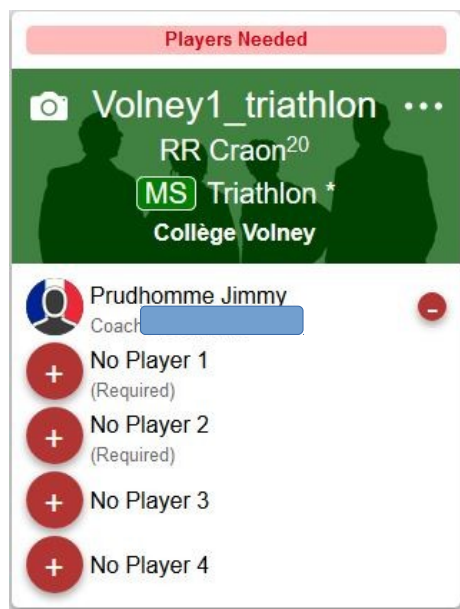 Players Needed
Volney1_triathlon ...
RR Craon20
MS Triathlon *
Collège Volney
Prudhomme Jimmy
Coach
-
+ No Player 1
(Required)
+ No Player 2
(Required)
+ No Player 3
+ No Player 4